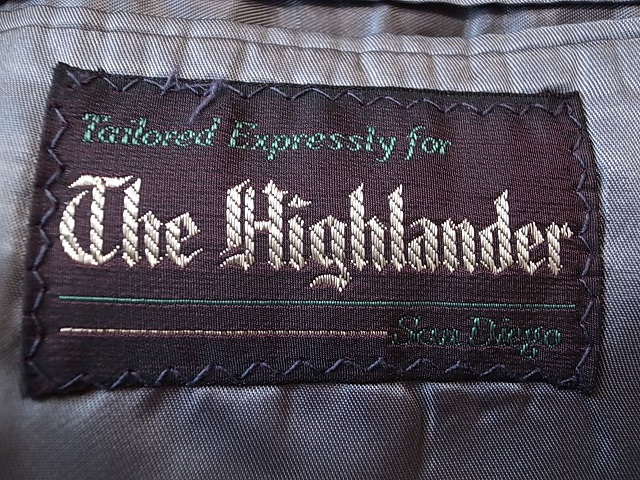 Tailored Expressly for
The Highlander
San Diego